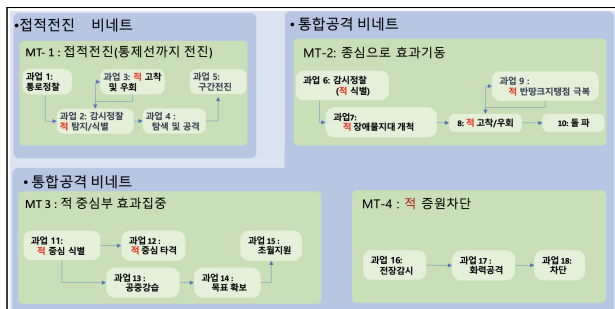 •접적전진 비네트
MT- 1 : 접적전진(통제선까지 전진)
과업 1:
통로정찰
과업 3: 적 고착
및 우회
과업 5:
구간전진
과업 2: 감시정찰
적 탐지/식별
과업 4 :
탐색 및 공격
• 통합공격 비네트
MT-2: 종심으로 효과기동
과업 6: 감시정찰
(적 식별)
과업 9 :
적 반땅크지탱점 극복
과업7:
적 장애물지대 개척
8: 적 고착/우회
10: 돌 파
• 통합공격 비네트
MT 3 : 적 중심부 효과집중
과업 11:
적 중심 식별
과업 12 :
적 중심 타격
과업 15 :
초월지원
과업 13 :
공중강습
과업 14 :
목표 확보
MT-4 : 적 증원차단
과업 16:
전장감시
과업 17 :
화력공격
과업 18:
차단